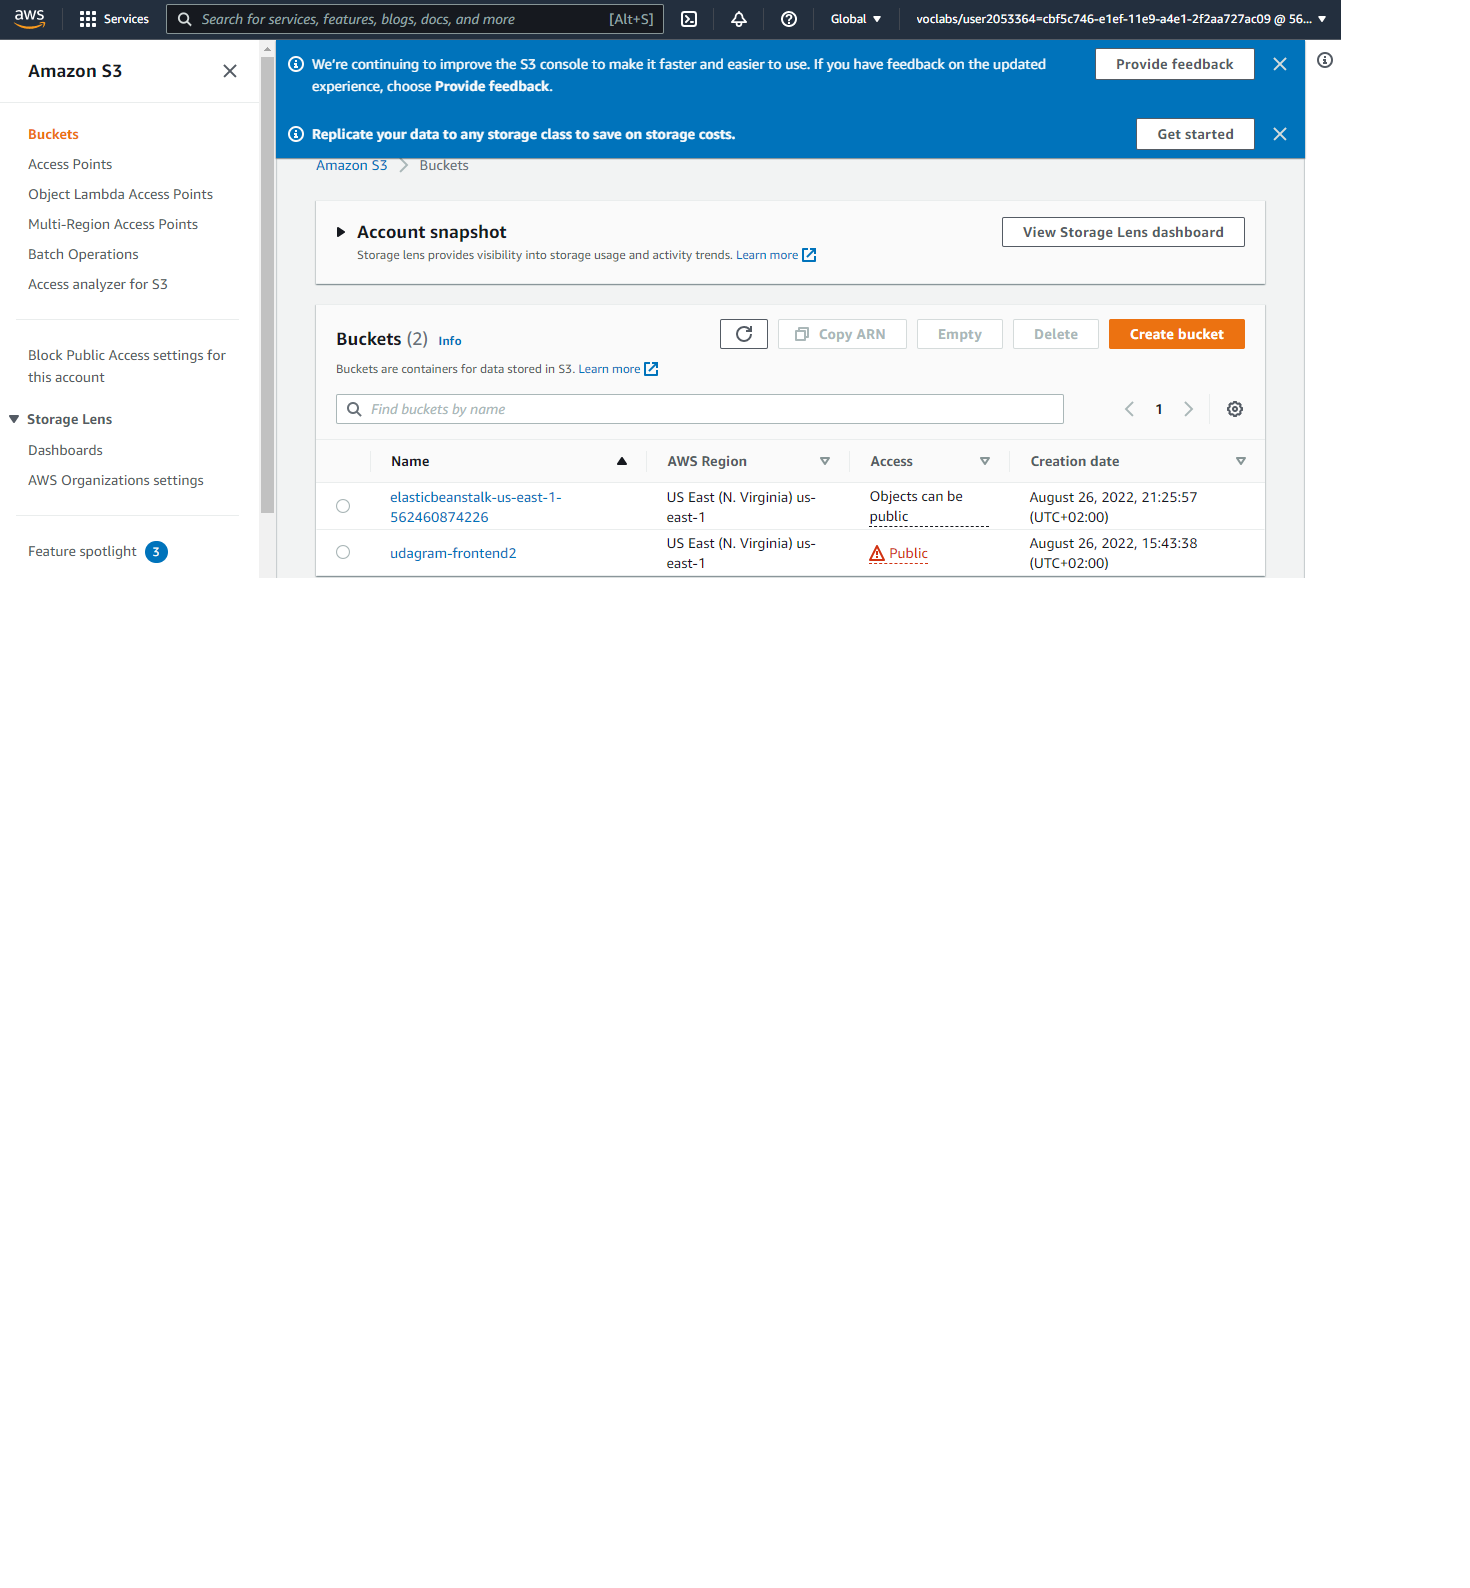 aws
Services
Search for services, features, blogs, docs, and more
[Alt+S]
Global
voclabs/user2053364=cbf5c746-e1ef-11e9-a4e1-2f2aa727ac09 @ 56...
Amazon S3
Buckets
Access Points
Object Lambda Access Points
Multi-Region Access Points
Batch Operations
Access analyzer for S3
Block Public Access settings for
this account
Storage Lens
Dashboards
AWS Organizations settings
Feature spotlight 3
We're continuing to improve the S3 console to make it faster and easier to use. If you have feedback on the updated
experience, choose Provide feedback.
Provide feedback
Replicate your data to any storage class to save on storage costs.
Get started
Amazon S3 > Buckets
Account snapshot
Storage lens provides visibility into storage usage and activity trends. Learn more
View Storage Lens dashboard
Buckets (2) Info
Copy ARN
Empty
Delete
Create bucket
Buckets are containers for data stored in S3. Learn more
Find buckets by name
1
Name
AWS Region
Access
Creation date
elasticbeanstalk-us-east-1-
562460874226
US East (N. Virginia) us-
east-1
Objects can be
public
August 26, 2022, 21:25:57
(UTC+02:00)
udagram-frontend2
US East (N. Virginia) us-
east-1
Public
August 26, 2022, 15:43:38
(UTC+02:00)